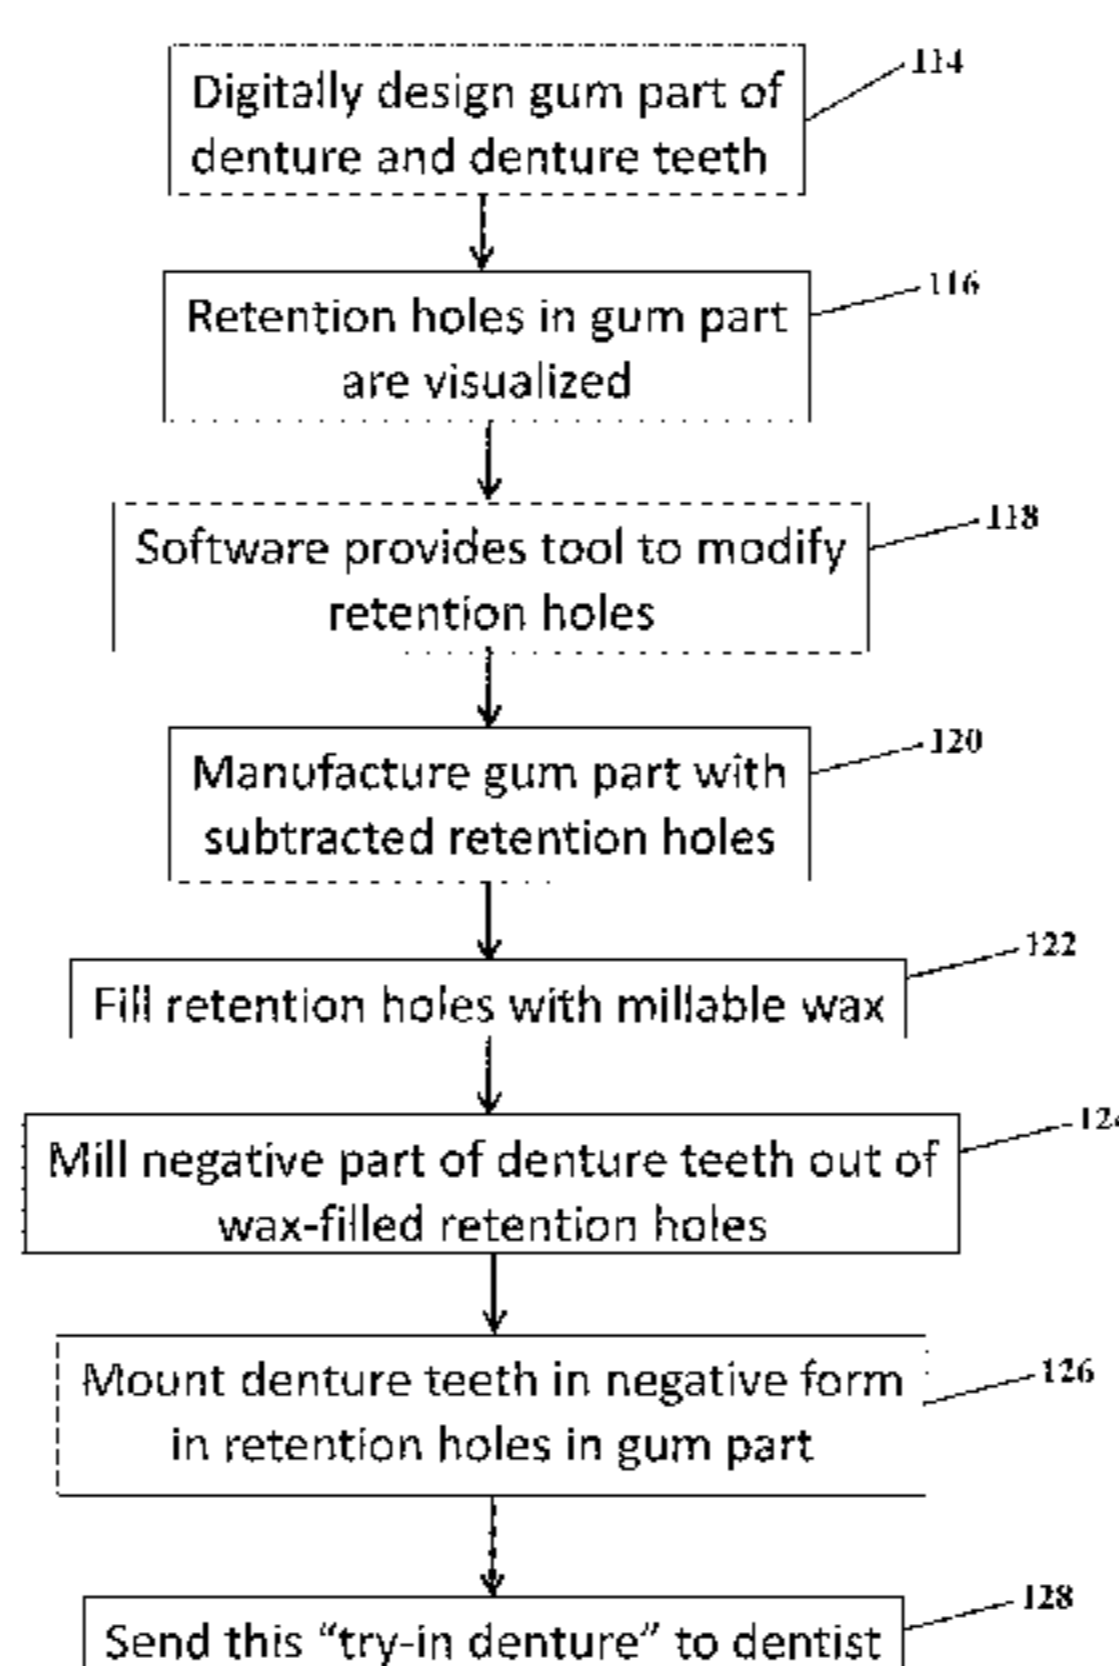 114
Digitally design gum part of
denture and denture teeth
116
Retention holes in gum part
are visualized
118
Software provides tool to modify
retention holes
120
Manufacture gum part with
subtracted retention holes
122
Fill retention holes with millable wax
Mill negative part of denture teeth out of
wax-filled retention holes
126
Mount denture teeth in negative form
in retention holes in gum part
128
Send this “try-in denture” to dentist